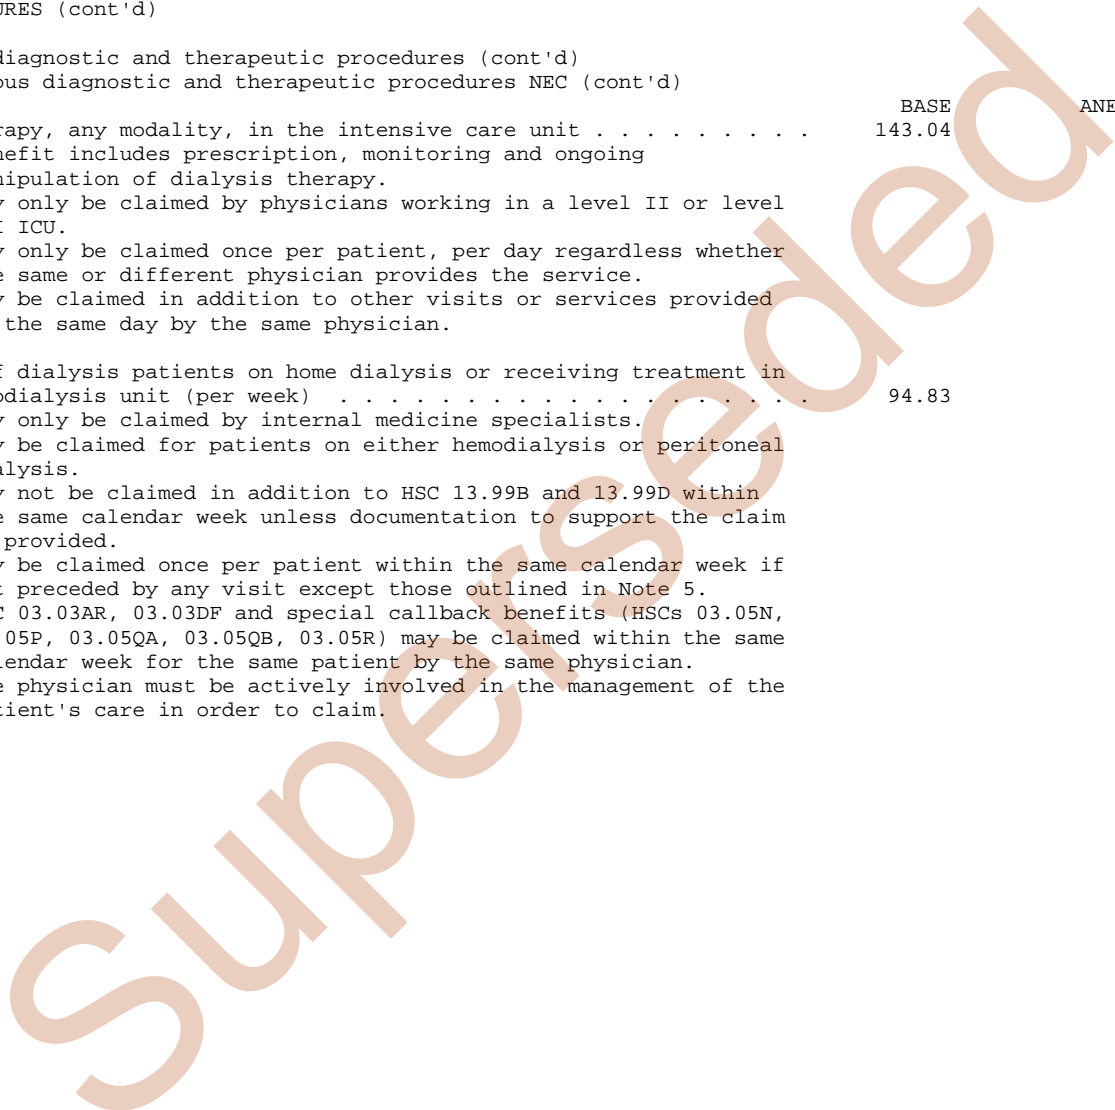 URES (cont'd)
diagnostic and therapeutic procedures (cont'd)
ous diagnostic and therapeutic procedures NEC (cont'd)
BASE ANE
rapy, any modality, in the intensive care unit . . . . . . . . . 143.04
nefit includes prescription, monitoring and ongoing
nipulation of dialysis therapy.
y only be claimed by physicians working in a level II or level
I ICU.
y only be claimed once per patient, per day regardless whether
e same or different physician provides the service.
y be claimed in addition to other visits or services provided
the same day by the same physician.
f dialysis patients on home dialysis or receiving treatment in
odialysis unit (per week) . . . . . . . . . . . . . . . . . . . 94.83
y only be claimed by internal medicine specialists.
y be claimed for patients on either hemodialysis or peritoneal
alysis.
y not be claimed in addition to HSC 13.99B and 13.99D within
e same calendar week unless documentation to support the claim
provided.
y be claimed once per patient within the same calendar week if
t preceded by any visit except those outlined in Note 5.
C 03.03AR, 03.03DF and special callback benefits (HSCs 03.05N,
.05P, 03.05QA, 03.05QB, 03.05R) may be claimed within the same
lendar week for the same patient by the same physician.
e physician must be actively involved in the management of the
tient's care in order to claim.
Superseded